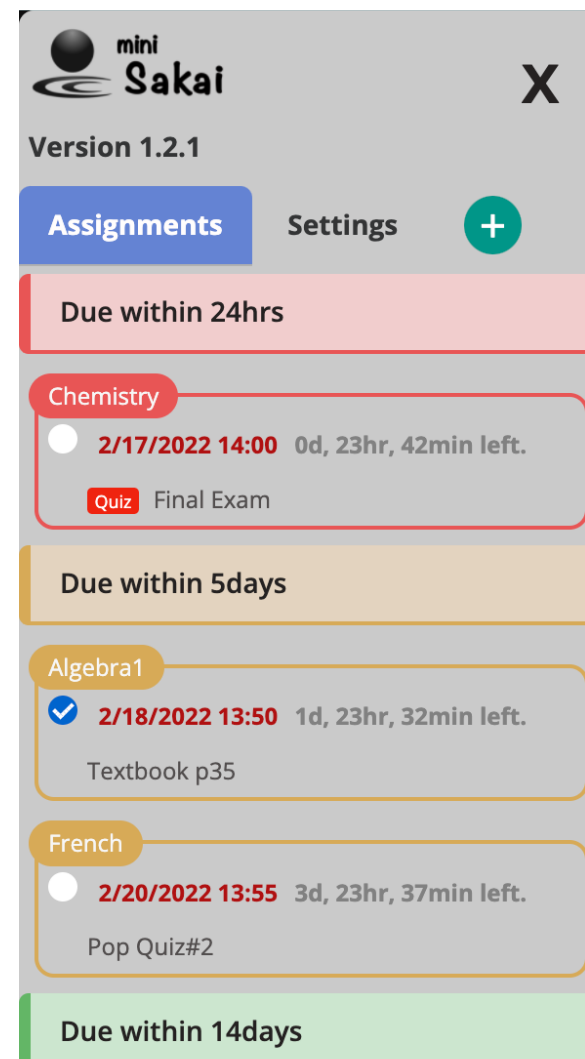 mini
Sakai
X
Version 1.2.1
Assignments Settings +
Due within 24hrs
Chemistry
2/17/2022 14:00 0d, 23hr, 42min left.
Quiz Final Exam
Due within 5days
Algebra1
2/18/2022 13:50 1d, 23hr, 32min left.
Textbook p35
French
2/20/2022 13:55 3d, 23hr, 37min left.
Pop Quiz#2
Due within 14days